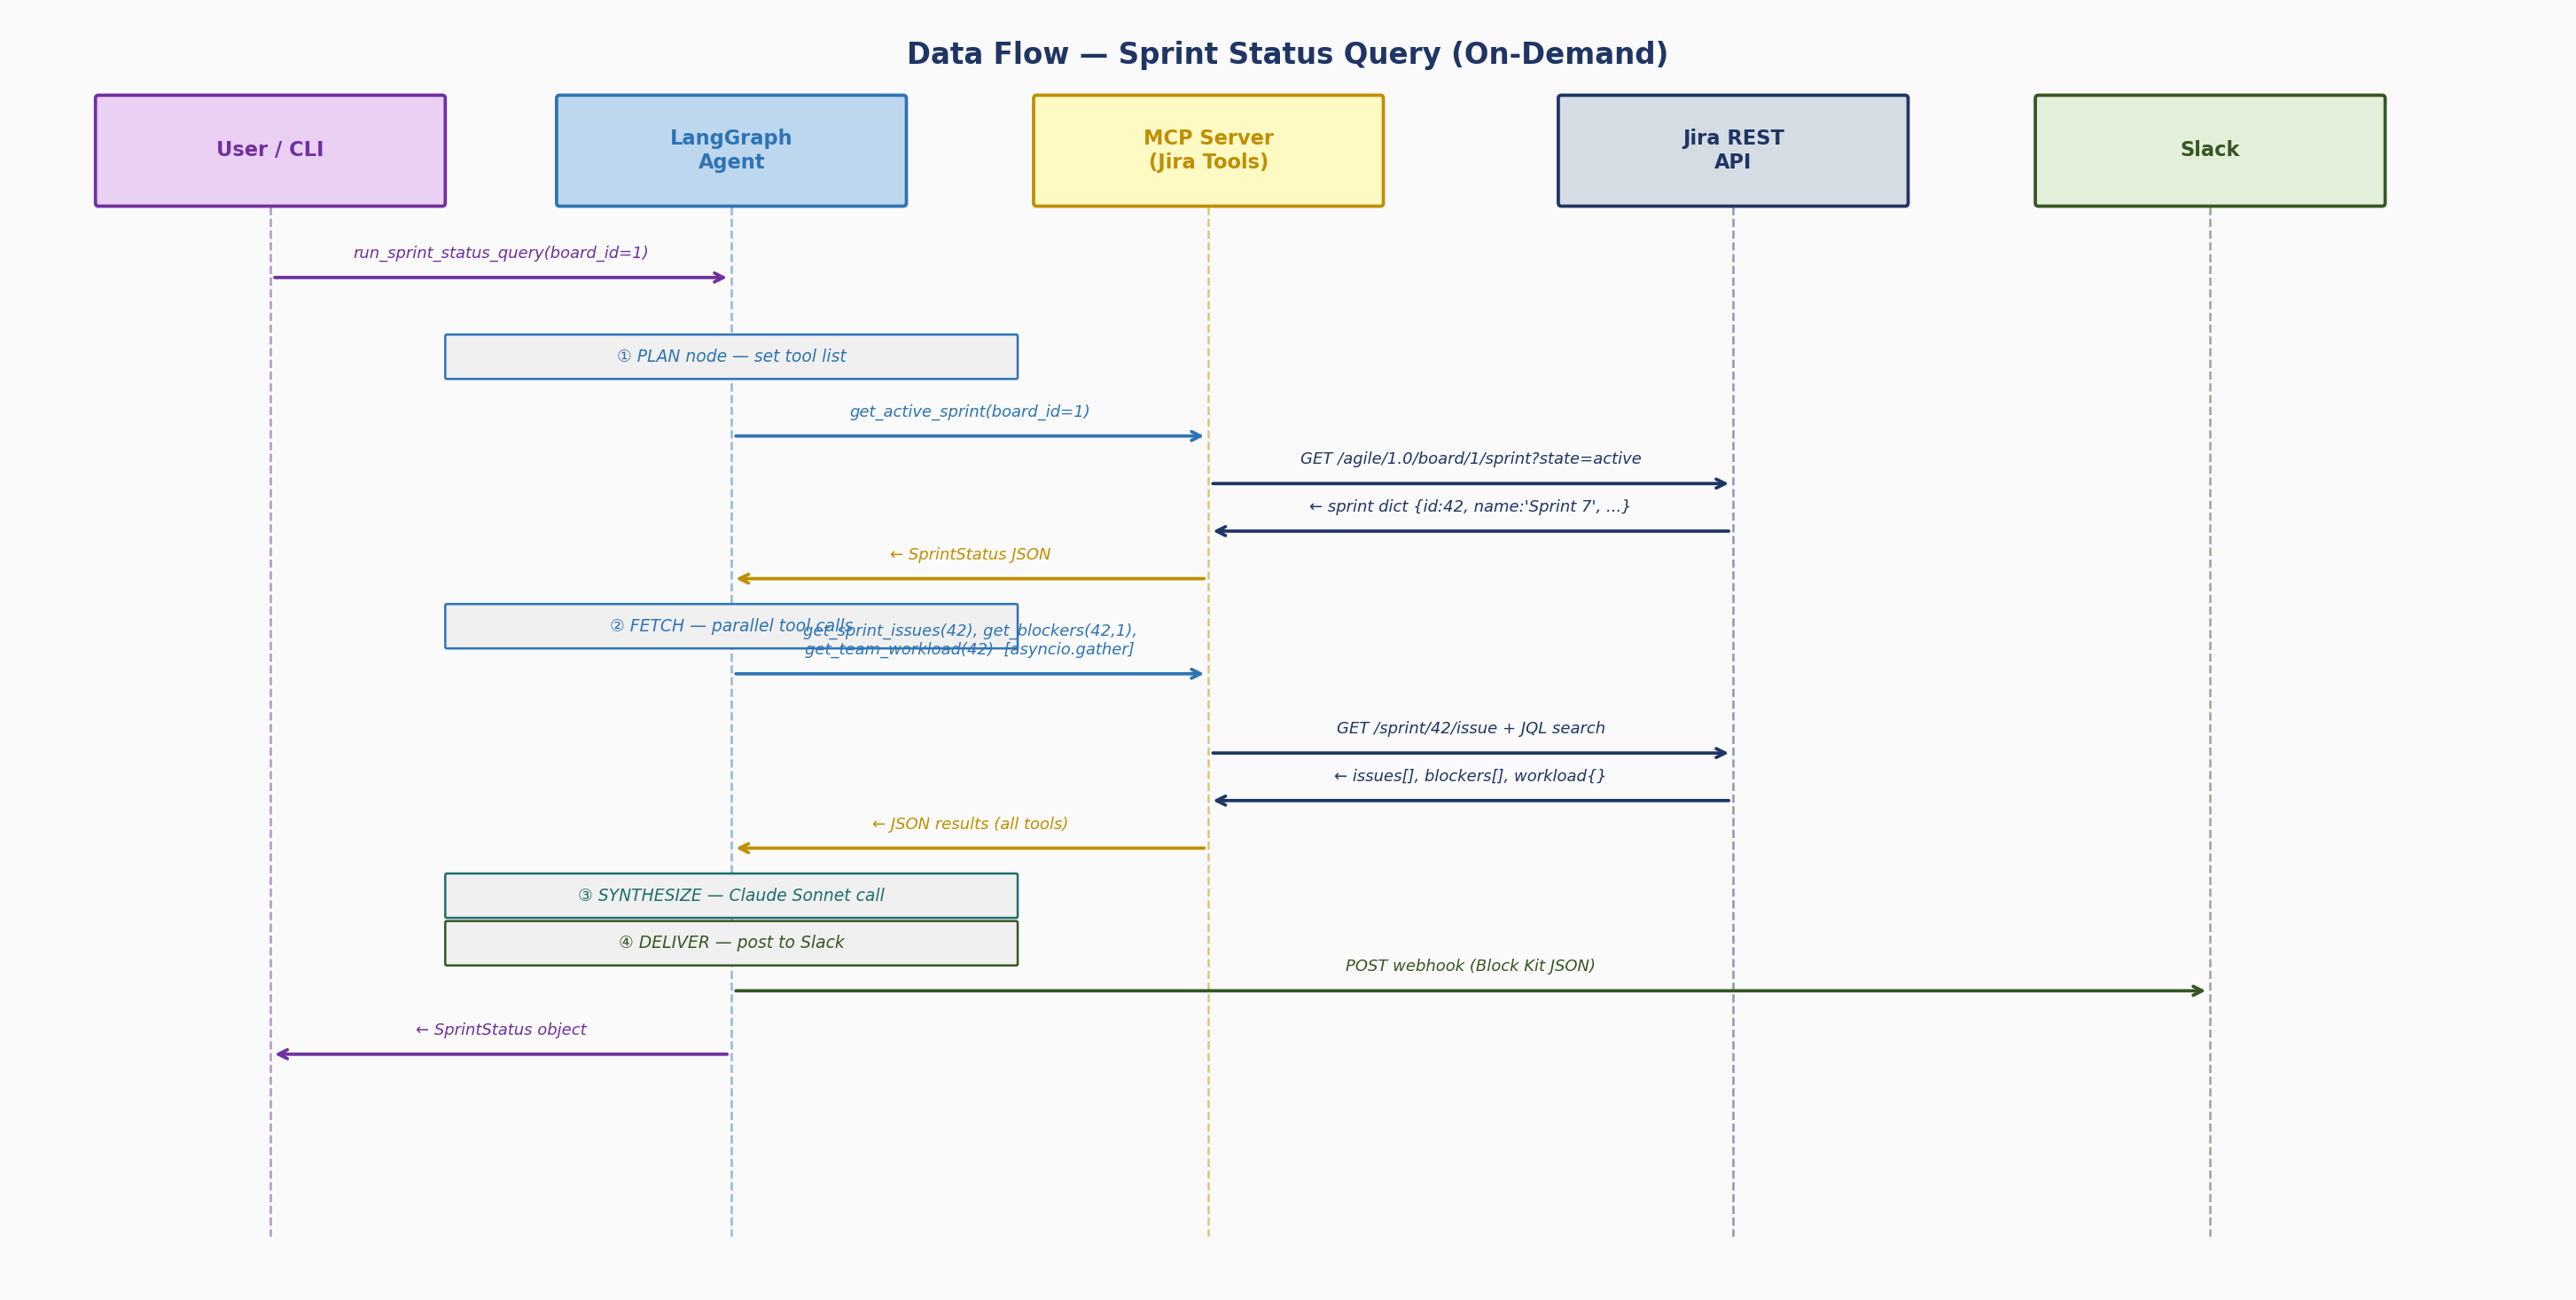 Data Flow — Sprint Status Query (On-Demand)
User / CLI
LangGraph
Agent
MCP Server
(Jira Tools)
Jira REST
API
Slack
run_sprint_status_query(board_id=1)
① PLAN node — set tool list
get_active_sprint(board_id=1)
GET /agile/1.0/board/1/sprint?state=active
← sprint dict {id:42, name:'Sprint 7', ...}
← SprintStatus JSON
② FETCH — parallel tool calls
get_sprint_issues(42), get_blockers(42,1),
get_team_workload(42)  [asyncio.gather]
GET /sprint/42/issue + JQL search
← issues[], blockers[], workload{}
← JSON results (all tools)
③ SYNTHESIZE — Claude Sonnet call
④ DELIVER — post to Slack
POST webhook (Block Kit JSON)
← SprintStatus object